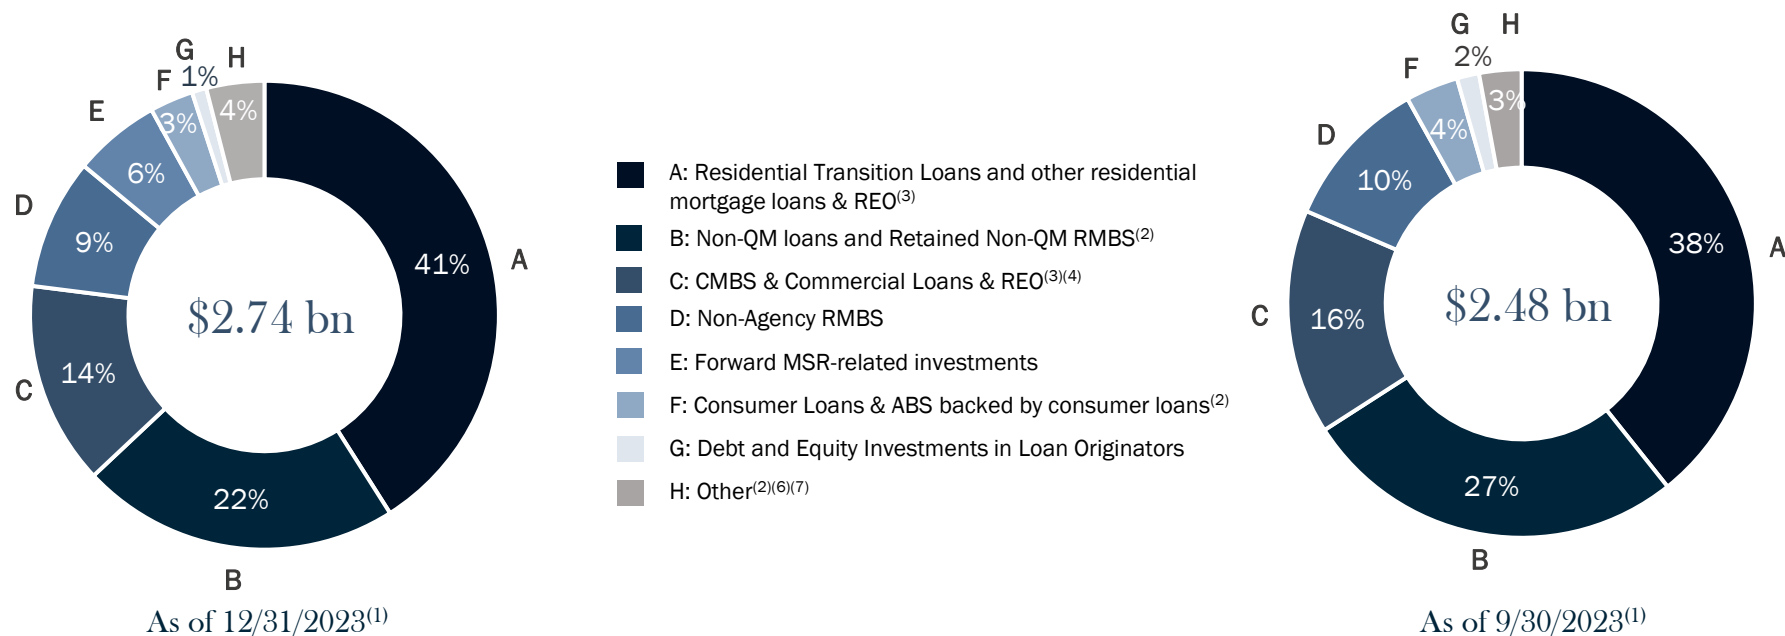 G
H
F
1%
E
4%
3%
6%
D
9%
41%
A
$2.74 bn
14%
C
22%
B
As of 12/31/2023(1)
A: Residential Transition Loans and other residential
mortgage loans & REO(3)
B: Non-QM loans and Retained Non-QM RMBS(2)
C: CMBS & Commercial Loans & REO(3)(4)
D: Non-Agency RMBS
E: Forward MSR-related investments
F: Consumer Loans & ABS backed by consumer loans(2)
G: Debt and Equity Investments in Loan Originators
H: Other(2)(6)(7)
G
H
2%
F
3%
D
4%
10%
38%
A
$2.48 bn
C
16%
27%
B
As of 9/30/2023(1)